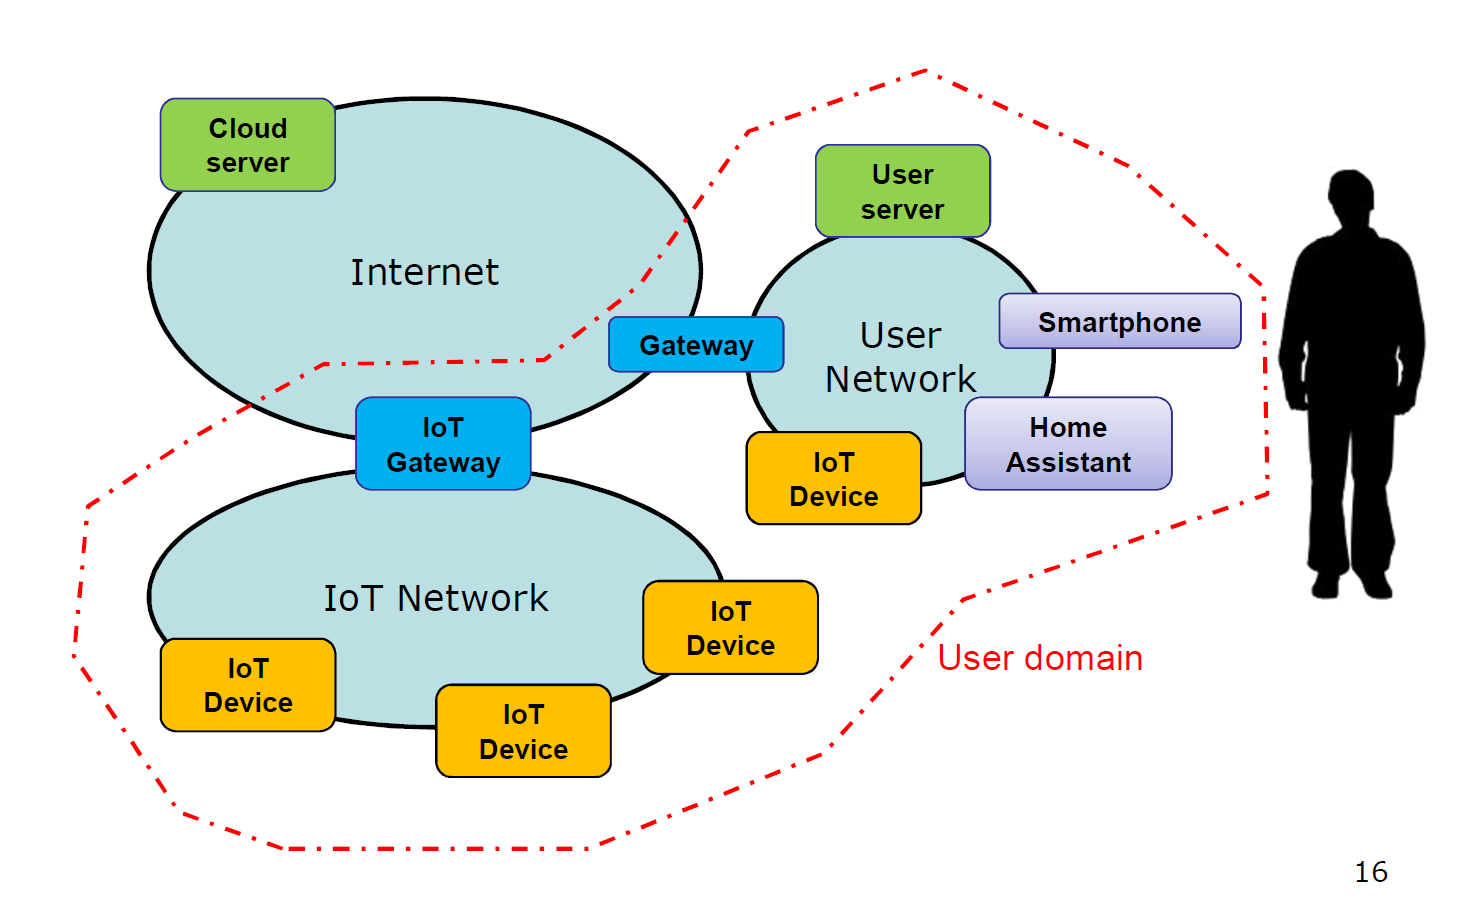 Cloud
server
User
server
Internet
Smartphone
User
Network
Gateway
IoT
Gateway
Home
Assistant
IoT
Device
IoT Network
IoT
Device
IoT
Device
IoT
Device
User domain
16